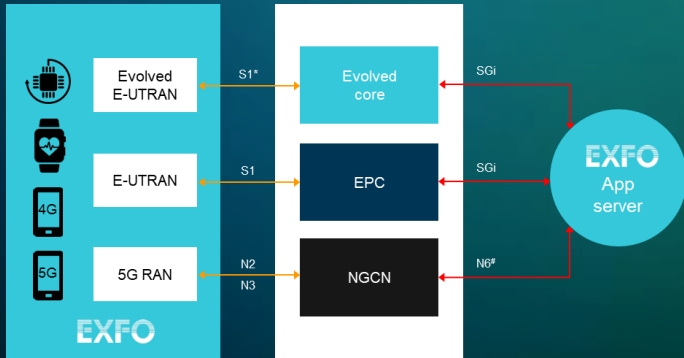 Evolved
E-UTRAN
S1*
Evolved
core
SGi
E-UTRAN
S1
EPC
SGi
EXFO
App
server
4G
5G
5G RAN
N2
N3
NGCN
N6#
EXFO